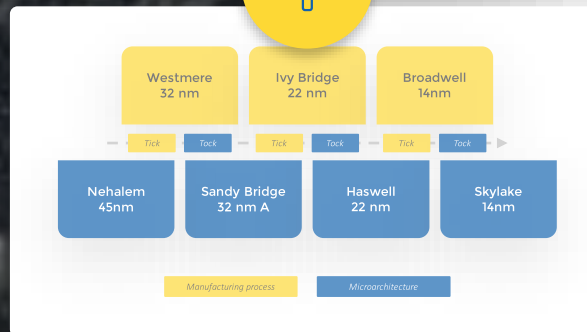 Westmere
32 nm
Ivy Bridge
22 nm
Broadwell
14nm
Tick
Tock
Tick
Tock
Tick
Tock
Nehalem
45nm
Sandy Bridge
32 nm A
Haswell
22 nm
Skylake
14nm
Manufacturing process
Microarchitecture